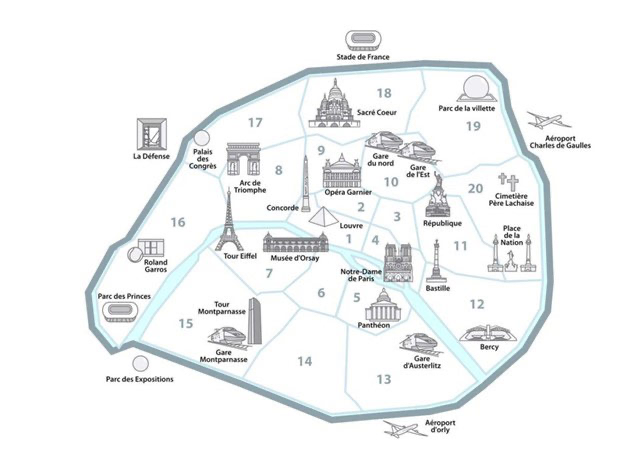 Stade de France
18
Sacré Coeur
Parc de la villette
19
Aéroport
Charles de Gaulles
17
La Défense
Palais
des
Congrès
Arc de
Triomphe
8
9
Opéra Garnier
Gare
du nord
Gare
de l'Est
10
20
Cimetière
Père Lachaise
Concorde
Louvre
2
3
République
16
Tour Eiffel
Musée d'Orsay
1
4
11
Place
de la
Nation
Roland
Garros
7
Notre-Dame
de Paris
Bastille
Parc des Princes
6
5
Panthéon
12
Tour
Montparnasse
15
Gare
Montparnasse
Bercy
14
Gare
d'Austerlitz
13
Parc des Expositions
Aéroport
d'orly